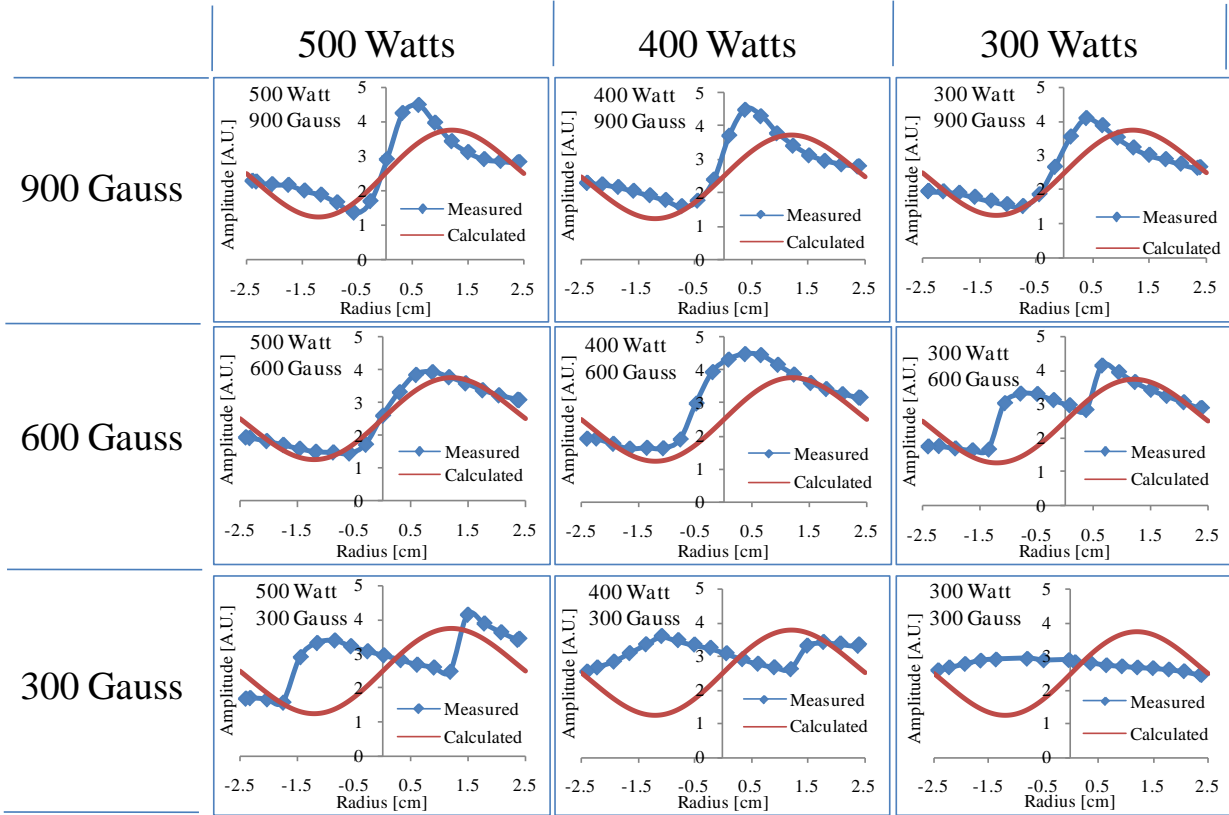 500 Watts
400 Watts
300 Watts
900 Gauss
500 Watt
900 Gauss
Amplitude [A.U.]
5
4
3
2
1
0
Measured
Calculated
-2.5 -1.5 -0.5 0.5 1.5 2.5
Radius [cm]
400 Watt
900 Gauss
Amplitude [A.U.]
5
4
3
2
1
0
Measured
Calculated
-2.5 -1.5 -0.5 0.5 1.5 2.5
Radius [cm]
300 Watt
900 Gauss
Amplitude [A.U.]
5
4
3
2
1
0
Measured
Calculated
-2.5 -1.5 -0.5 0.5 1.5 2.5
Radius [cm]
600 Gauss
500 Watt
600 Gauss
Amplitude [A.U.]
5
4
3
2
1
0
Measured
Calculated
-2.5 -1.5 -0.5 0.5 1.5 2.5
Radius [cm]
400 Watt
600 Gauss
Amplitude [A.U.]
5
4
3
2
1
0
Measured
Calculated
-2.5 -1.5 -0.5 0.5 1.5 2.5
Radius [cm]
300 Watt
600 Gauss
Amplitude [A.U.]
5
4
3
2
1
0
Measured
Calculated
-2.5 -1.5 -0.5 0.5 1.5 2.5
Radius [cm]
300 Gauss
500 Watt
300 Gauss
Amplitude [A.U.]
5
4
3
2
1
0
Measured
Calculated
-2.5 -1.5 -0.5 0.5 1.5 2.5
Radius [cm]
400 Watt
300 Gauss
Amplitude [A.U.]
5
4
3
2
1
0
Measured
Calculated
-2.5 -1.5 -0.5 0.5 1.5 2.5
Radius [cm]
300 Watt
300 Gauss
Amplitude [A.U.]
5
4
3
2
1
0
Measured
Calculated
-2.5 -1.5 -0.5 0.5 1.5 2.5
Radius [cm]